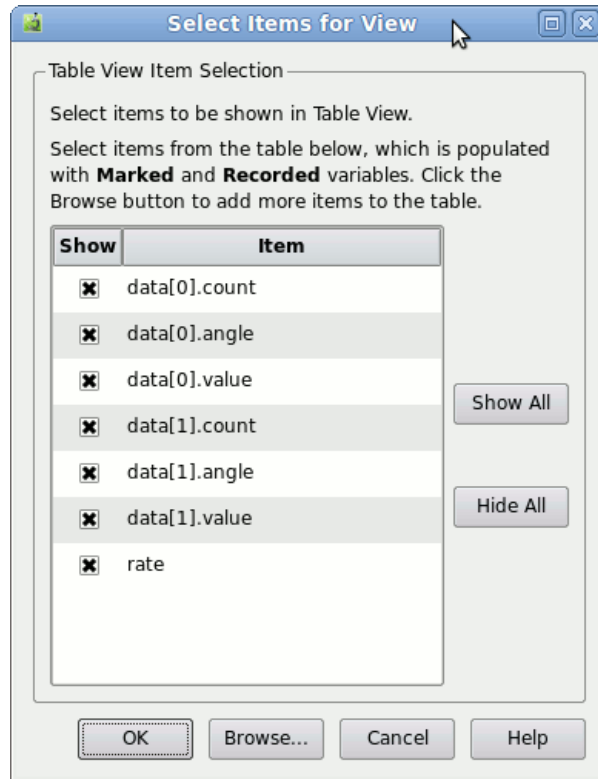 Select Items for View
Table View Item Selection
Select items to be shown in Table View.
Select items from the table below, which is populated
with Marked and Recorded variables. Click the
Browse button to add more items to the table.
Show Item
data[0].count
data[0].angle
data[0].value
data[1].count
data[1].angle
data[1].value
rate
Show All
Hide All
OK Browse... Cancel Help